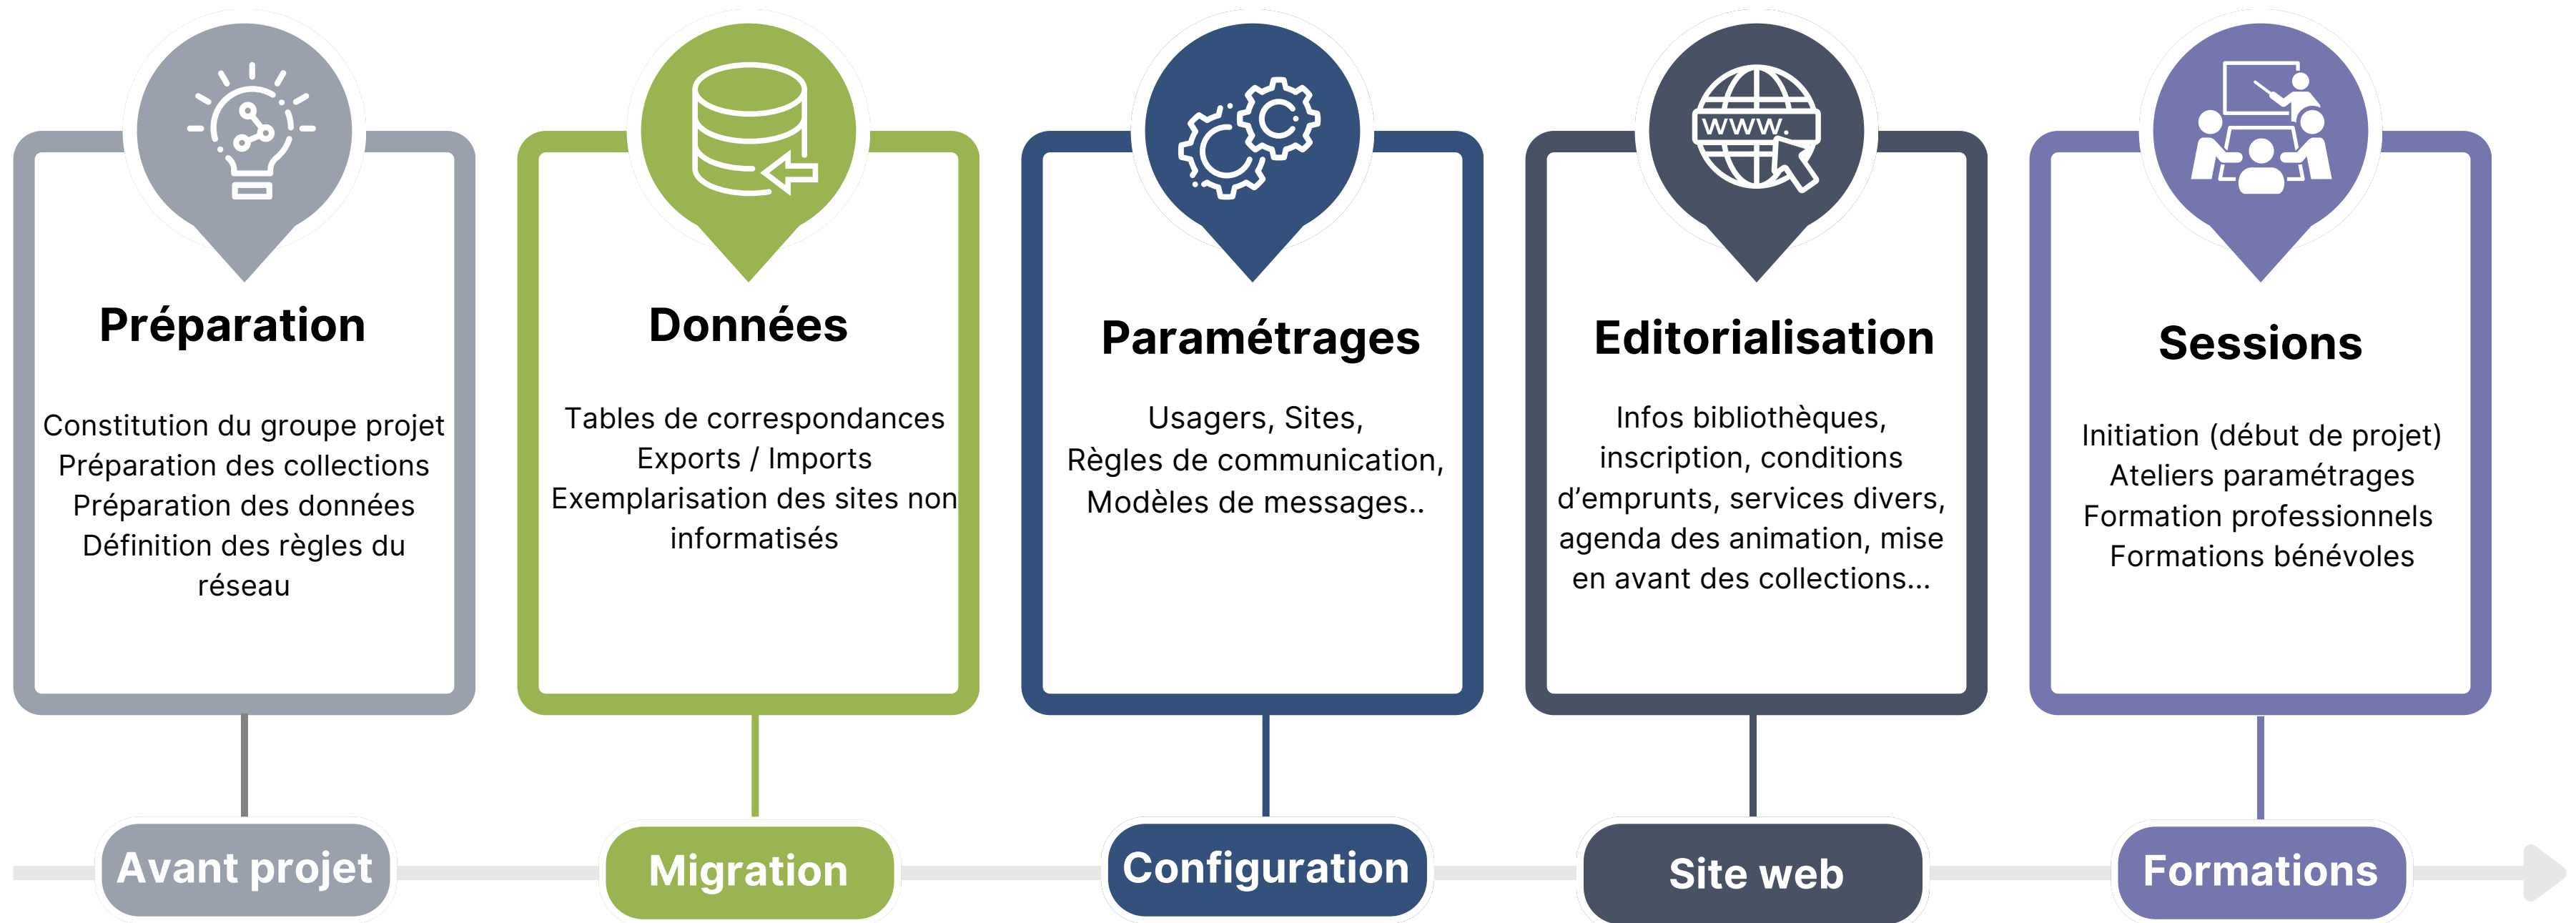 Préparation
Constitution du groupe projet
Préparation des collections
Préparation des données
Définition des règles du
réseau
Avant projet
Données
Tables de correspondances
Exports / Imports
Exemplarisation des sites non
informatisés
Migration
Paramétrages
Usagers, Sites,
Règles de communication,
Modèles de messages..
Configuration
www.
Editorialisation
Infos bibliothèques,
inscription, conditions
d’emprunts, services divers,
agenda des animation, mise
en avant des collections...
Site web
Sessions
Initiation (début de projet)
Ateliers paramétrages
Formation professionnels
Formations bénévoles
Formations